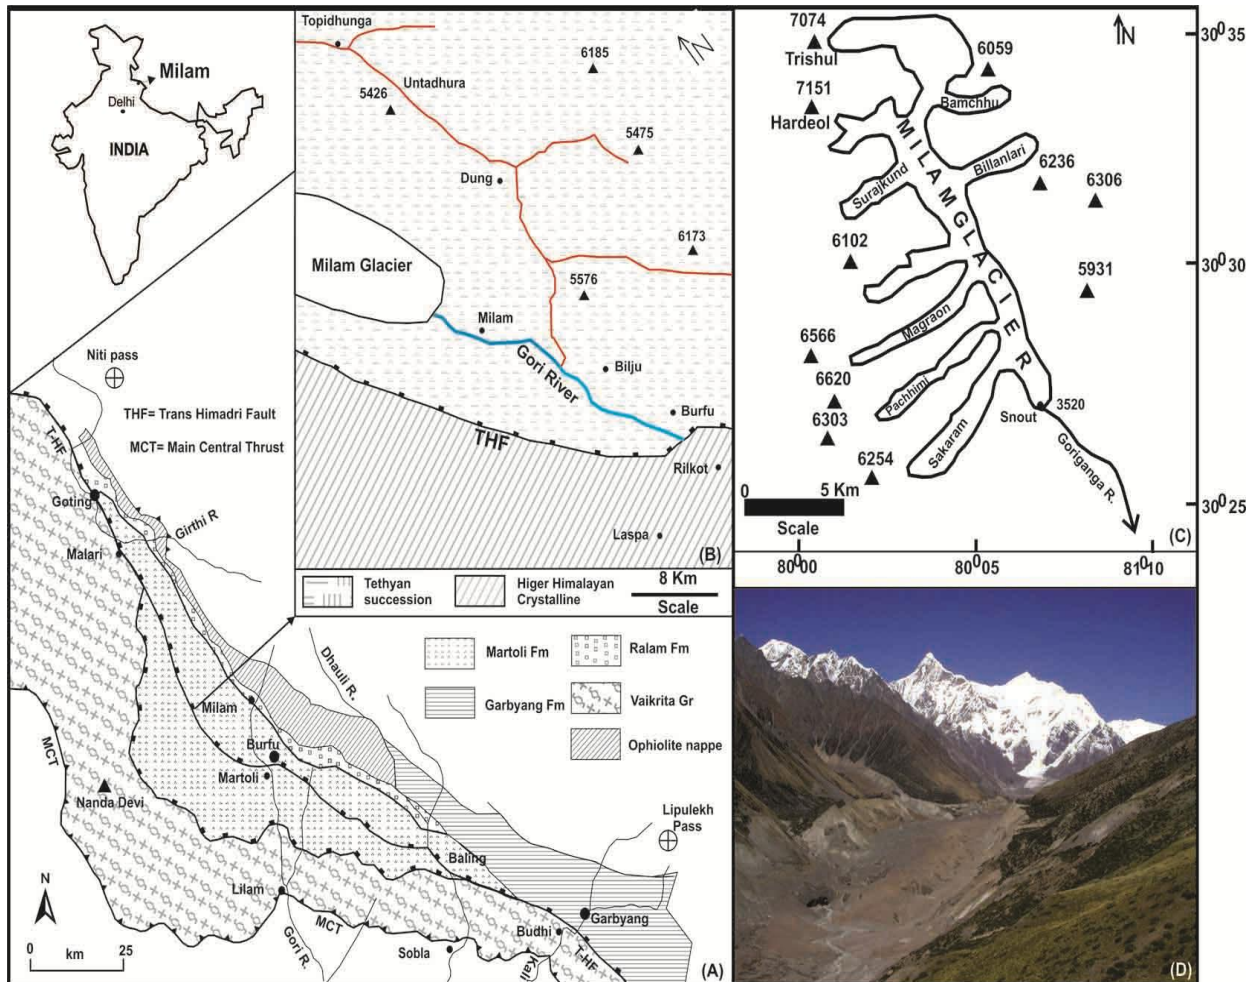 Milam
Delhi
INDIA
Niti pass
THF= Trans Himadri Fault
MCT= Main Central Thrust
T-HF
Goting
Girthi R
Malari
Milam
Burfu
Martoli
MCT
Nanda Devi
Dhauli R.
Lipulekh
Pass
Baling
Lilam
MCT
Gori R.
Sobla
Budhi
Garbyang
T-HF
Kali
N
0 25
km
(A)
Martoli Fm
Ralam Fm
Garbyang Fm
Vaikrita Gr
Ophiolite nappe
Topidhunga
N
6185
Untadhura
5426
5475
Dung
6173
Milam Glacier
5576
Milam
Gori River
Bilju
Burfu
THF
Rilkot
Laspa
(B)
Tethyan
succession
Higer Himalayan
Crystalline
8 Km
Scale
7074
Trishul
N
6059
7151
Hardeol
Bamchhu
MILAM GLACIER
Billanlari
Surajkund
6236
6306
6102
5931
Magraon
6566
6620
Pachhimi
6303
Snout
3520
Sakaram
6254
Goriganga R.
0 5 Km
Scale
(C)
30⁰35
30⁰30
30⁰25
80⁰00 80⁰05 81⁰10
(D)